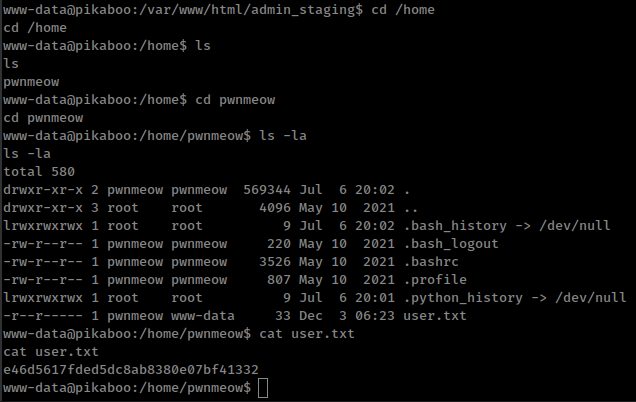 www-data@pikaboo:/var/www/html/admin_staging$ cd /home
cd /home
www-data@pikaboo:/home$ ls
ls
pwnmeow
www-data@pikaboo:/home$ cd pwnmeow
cd pwnmeow
www-data@pikaboo:/home/pwnmeow$ ls -la
ls -la
total 580
drwxr-xr-x 2 pwnmeow pwnmeow  569344 Jul  6 20:02 .
drwxr-xr-x 3 root    root       4096 May 10  2021 ..
lrwxrwxrwx 1 root    root          9 Jul  6 20:02 .bash_history -> /dev/null
-rw-r--r-- 1 pwnmeow pwnmeow     220 May 10  2021 .bash_logout
-rw-r--r-- 1 pwnmeow pwnmeow    3526 May 10  2021 .bashrc
-rw-r--r-- 1 pwnmeow pwnmeow     807 May 10  2021 .profile
lrwxrwxrwx 1 root    root          9 Jul  6 20:01 .python_history -> /dev/null
-r--r----- 1 pwnmeow www-data     33 Dec  3 06:23 user.txt
www-data@pikaboo:/home/pwnmeow$ cat user.txt
cat user.txt
e46d5617fded5dc8ab8380e07bf41332
www-data@pikaboo:/home/pwnmeow$